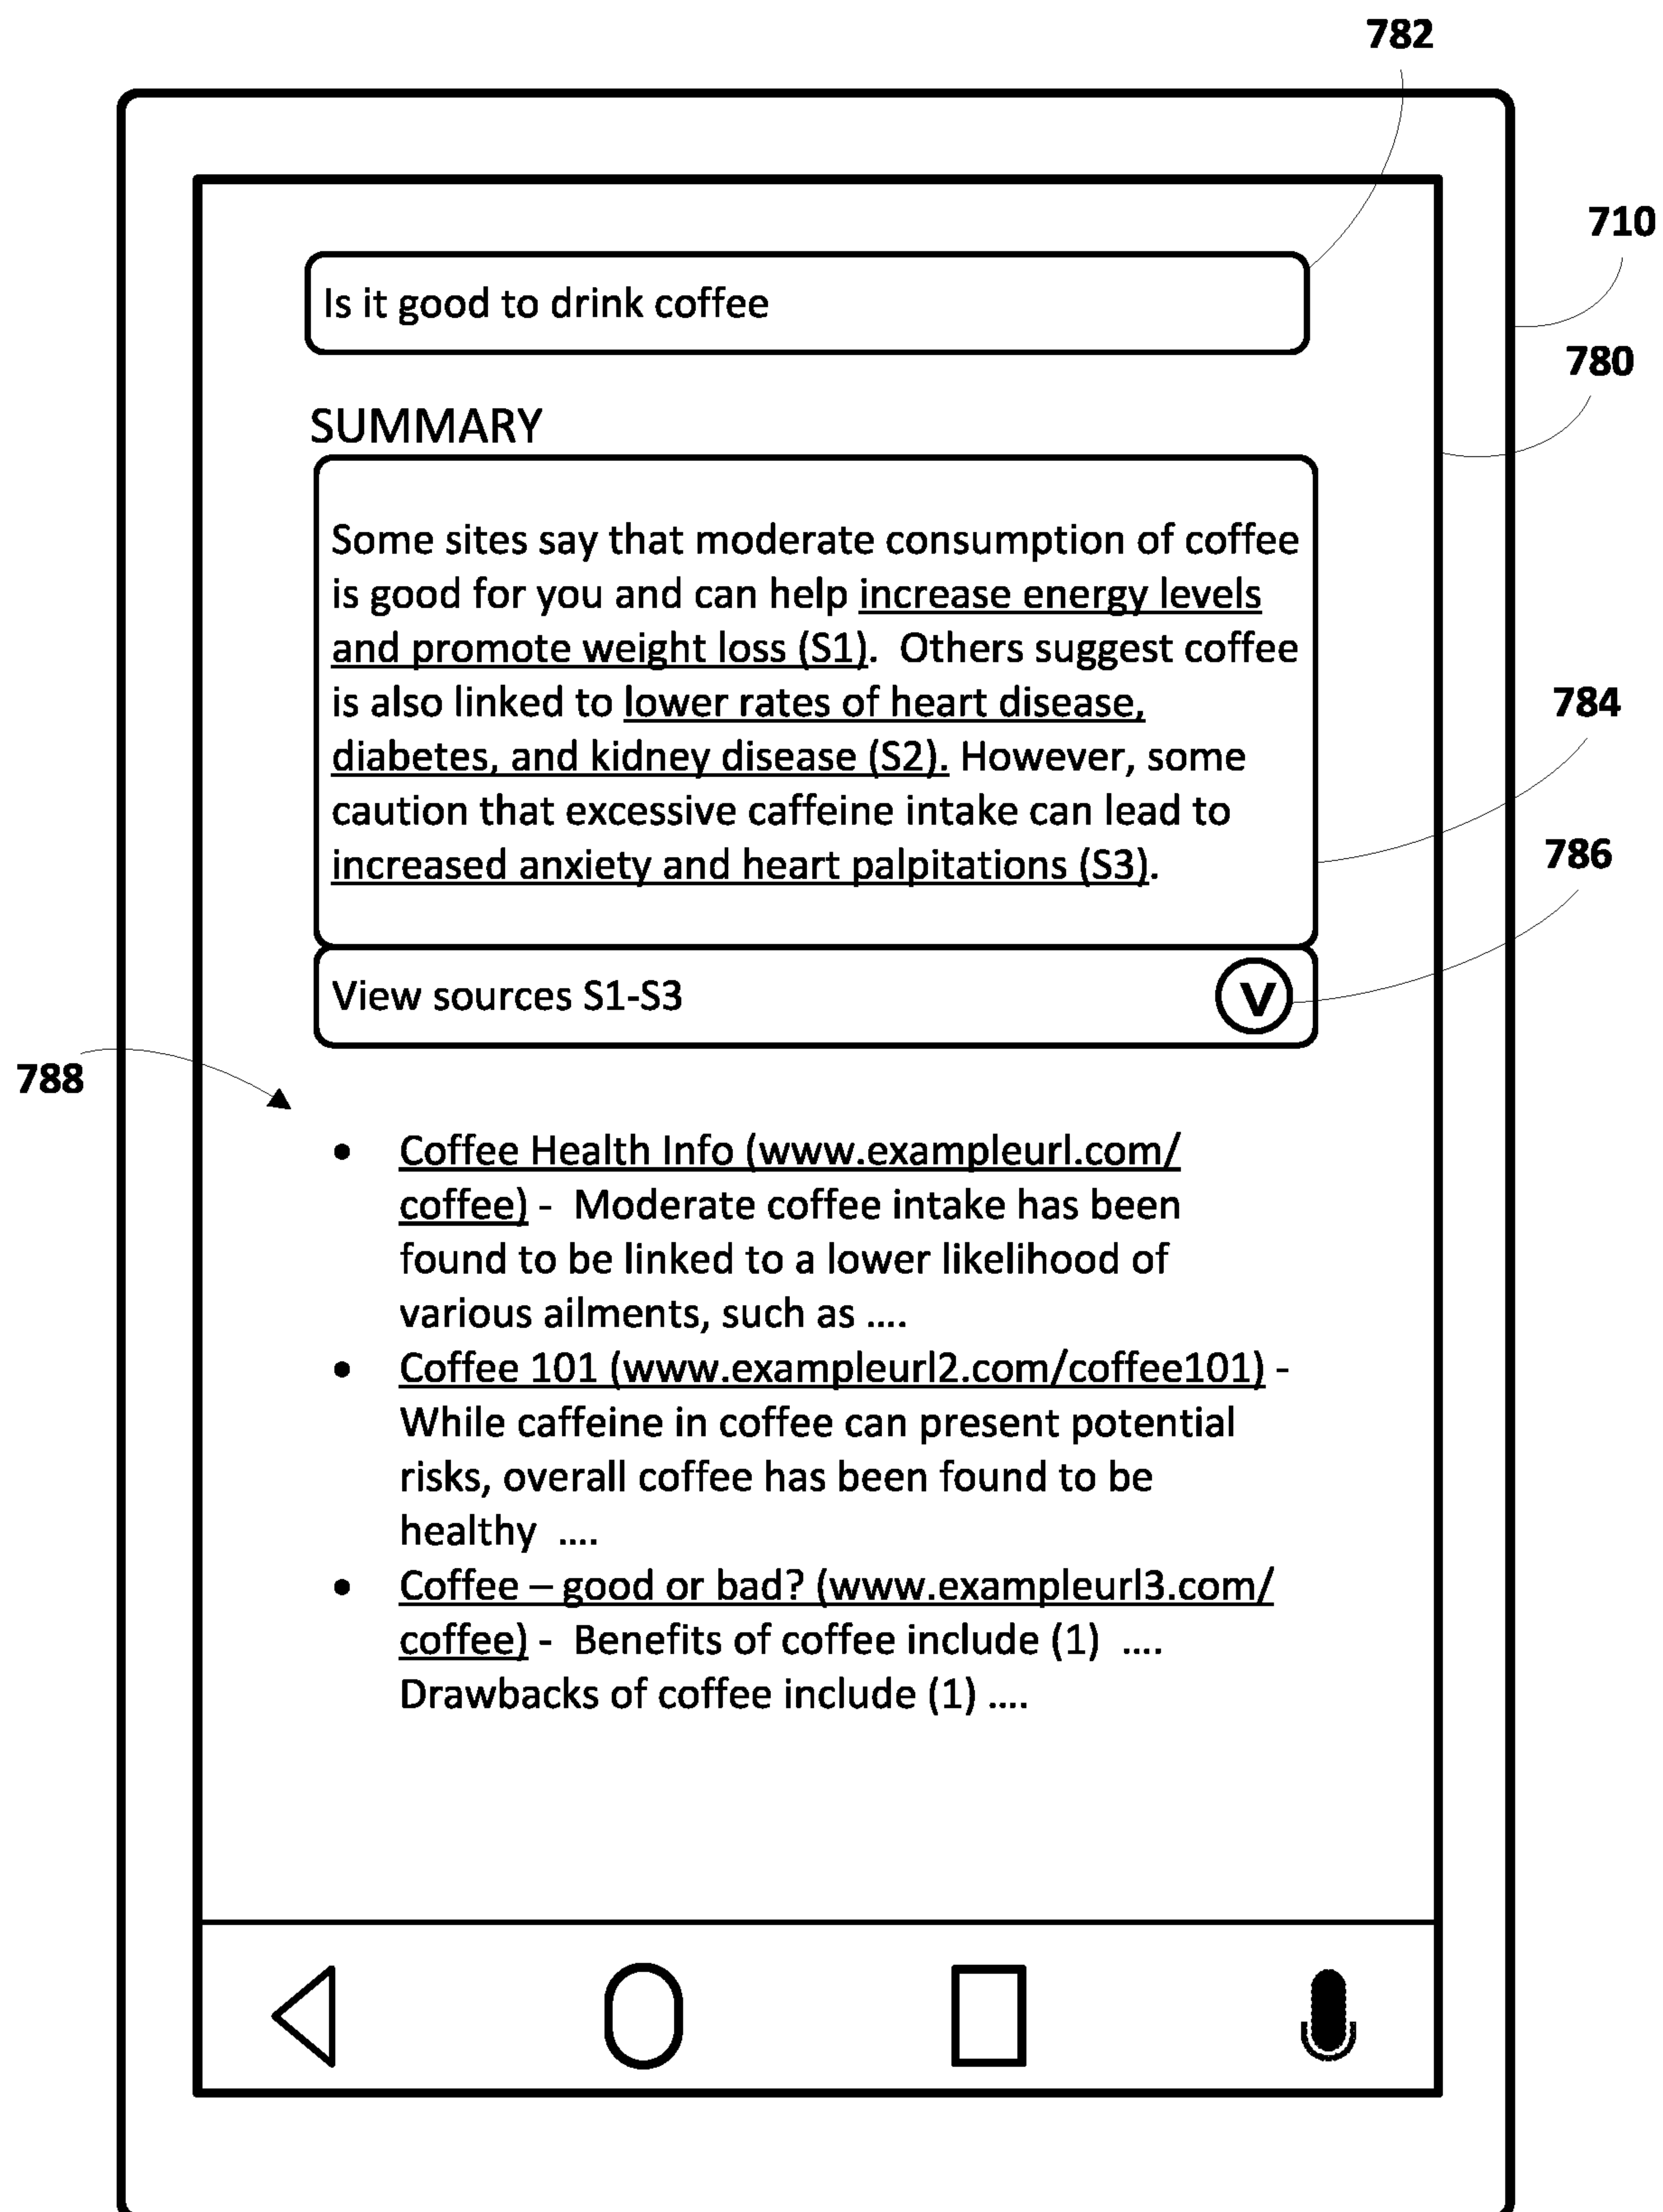 782
710
Is it good to drink coffee
780
SUMMARY
Some sites say that moderate consumption of coffee
is good for you and can help increase energy levels
and promote weight loss (S1).  Others suggest coffee
is also linked to lower rates of heart disease,
784
diabetes, and kidney disease (S2). However, some
caution that excessive caffeine intake can lead to
786
increased anxiety and heart palpitations (S3).
View sources S1-S3
V
788
• Coffee Health Info (www.exampleurl.com/
coffee) -  Moderate coffee intake has been
found to be linked to a lower likelihood of
various ailments, such as ....
• Coffee 101 (www.exampleurl2.com/coffee101) -
While caffeine in coffee can present potential
risks, overall coffee has been found to be
healthy  ....
• Coffee – good or bad? (www.exampleurl3.com/
coffee) -  Benefits of coffee include (1)  ....
Drawbacks of coffee include (1) ....